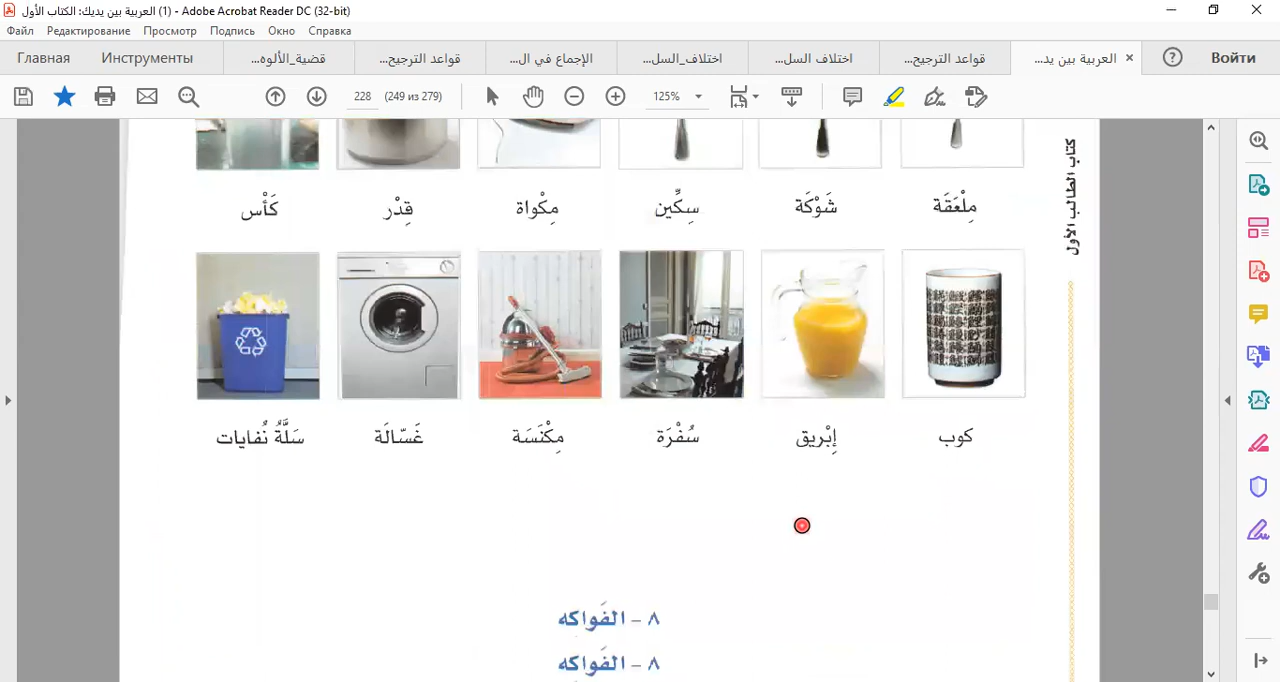 العربية بين يديك: الكتاب الأول (1) - Adobe Acrobat Reader DC (32-bit)
Файл Редактирование Просмотр Подпись Окно Справка
Главная Инструменты قضية_الألوه... قواعد الترجيح... الإجماع في ال... اختلاف_السل... اختلاف السل... قواعد الترجيح... العربية بين يد... Войти
228 (249 из 279) 125%
كتاب الطالب الأول
مِلْعَقَة شَوْكَة سِكِّين مِكْواة قِدْر كَأْس
كوب إِبْريق سُفْرَة مِكْنَسَة غَسّالَة سَلَّةُ نُفايات
٨ – الفَواكِه
٨ – الفَواكِه